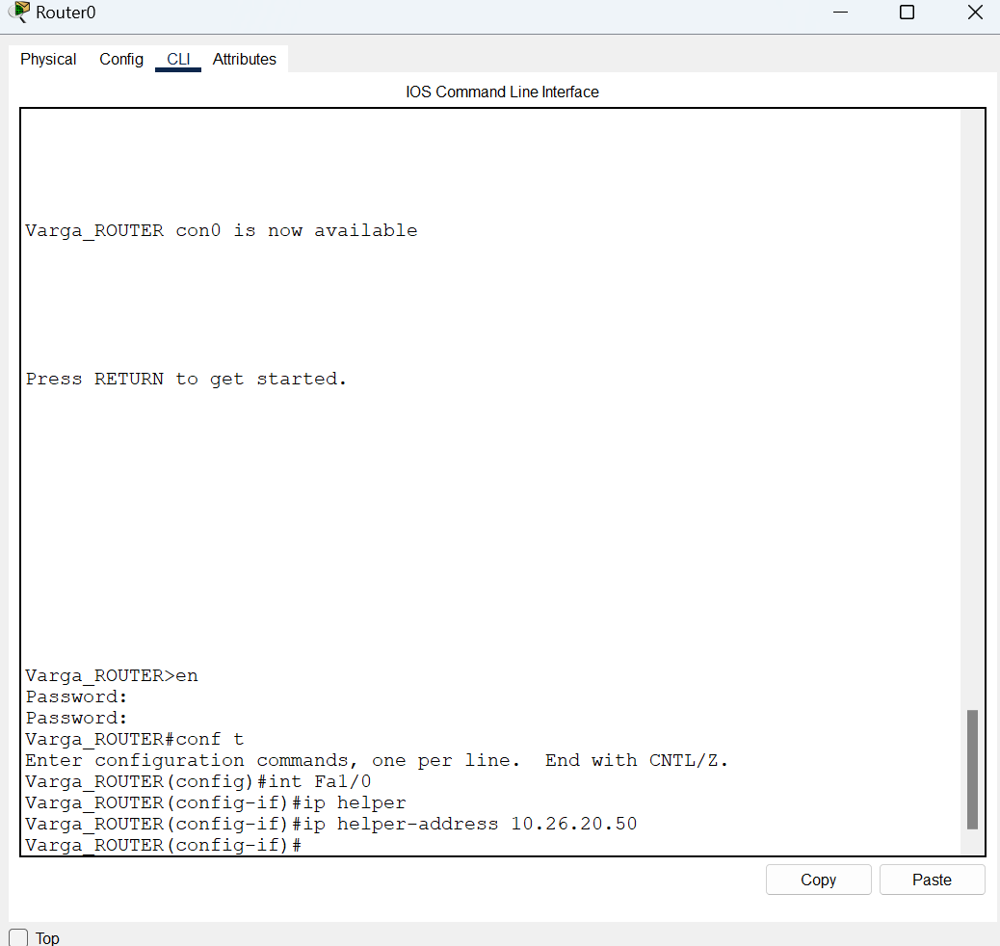 Router0
Physical Config CLI Attributes
IOS Command Line Interface
Varga_ROUTER con0 is now available
Press RETURN to get started.
Varga_ROUTER>en
Password:
Password:
Varga_ROUTER#conf t
Enter configuration commands, one per line.  End with CNTL/Z.
Varga_ROUTER(config)#int Fa1/0
Varga_ROUTER(config-if)#ip helper
Varga_ROUTER(config-if)#ip helper-address 10.26.20.50
Varga_ROUTER(config-if)#
Copy Paste
Top